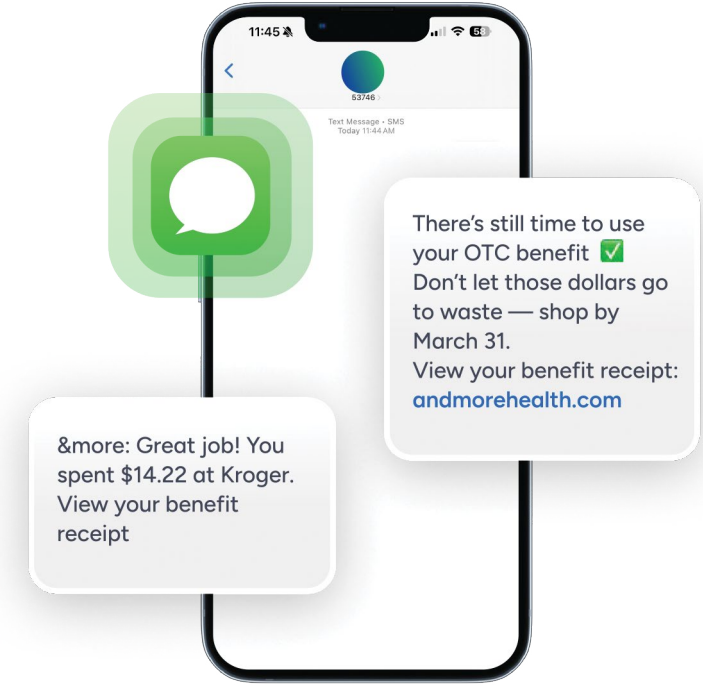 11:45
58
53746 ›
Text Message • SMS
Today 11:44 AM
There’s still time to use
your OTC benefit ✅
Don’t let those dollars go
to waste — shop by
March 31.
View your benefit receipt:
andmorehealth.com
&more: Great job! You
spent $14.22 at Kroger.
View your benefit
receipt